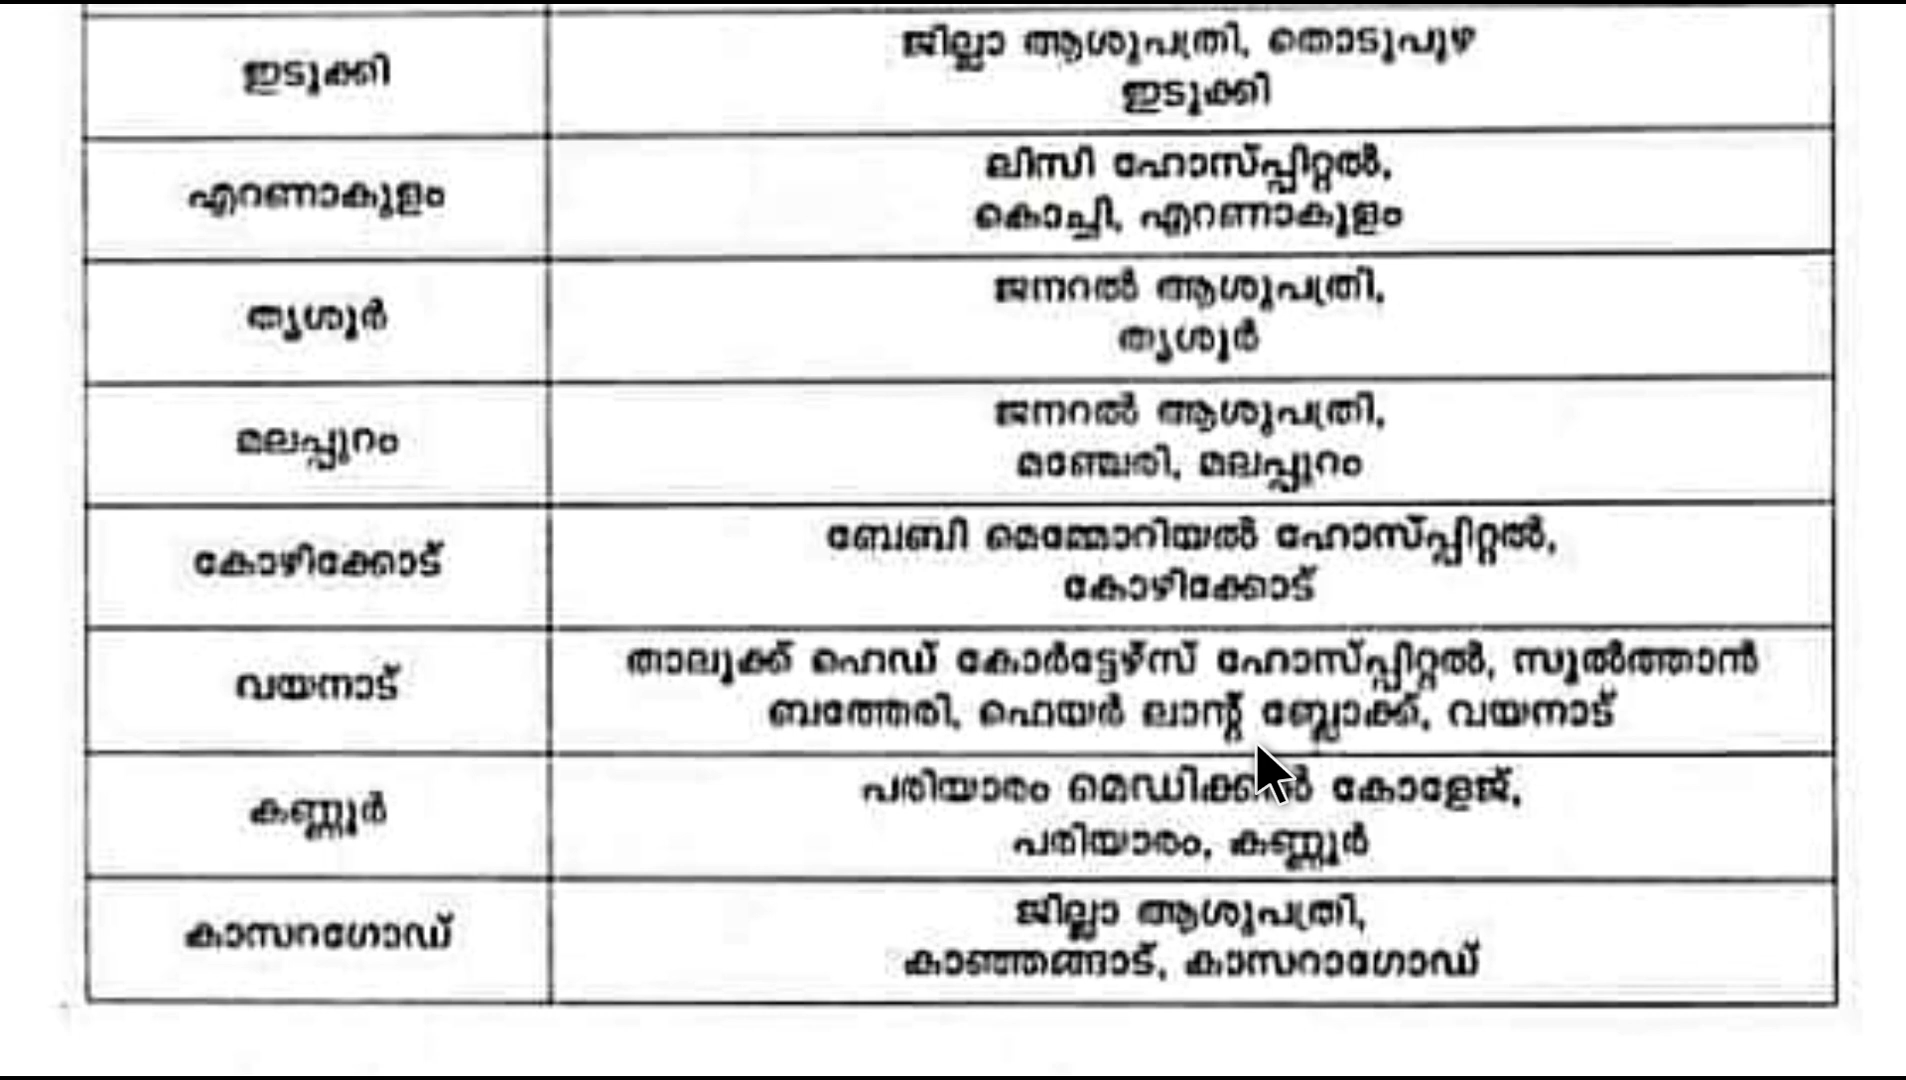 ഇടുക്കി
ജില്ലാ ആശുപത്രി, തൊടുപുഴ
ഇടുക്കി
എറണാകുളം
ലിസി ഹോസ്പ്പിറ്റൽ,
കൊച്ചി, എറണാകുളം
തൃശൂർ
ജനറൽ ആശുപത്രി,
തൃശൂർ
മലപ്പുറം
ജനറൽ ആശുപത്രി,
മഞ്ചേരി, മലപ്പുറം
കോഴിക്കോട്
ബേബി മെമ്മോറിയൽ ഹോസ്പ്പിറ്റൽ,
കോഴിക്കോട്
വയനാട്
താലൂക്ക് ഹെഡ് കോർട്ടേഴ്സ് ഹോസ്പ്പിറ്റൽ, സുൽത്താൻ
ബത്തേരി, ഫെയർ ലാന്റ് ബ്ലോക്ക്, വയനാട്
കണ്ണൂർ
പരിയാരം മെഡിക്കൽ കോളേജ്,
പരിയാരം, കണ്ണൂർ
കാസറഗോഡ്
ജില്ലാ ആശുപത്രി,
കാഞ്ഞങ്ങാട്, കാസറാഗോഡ്